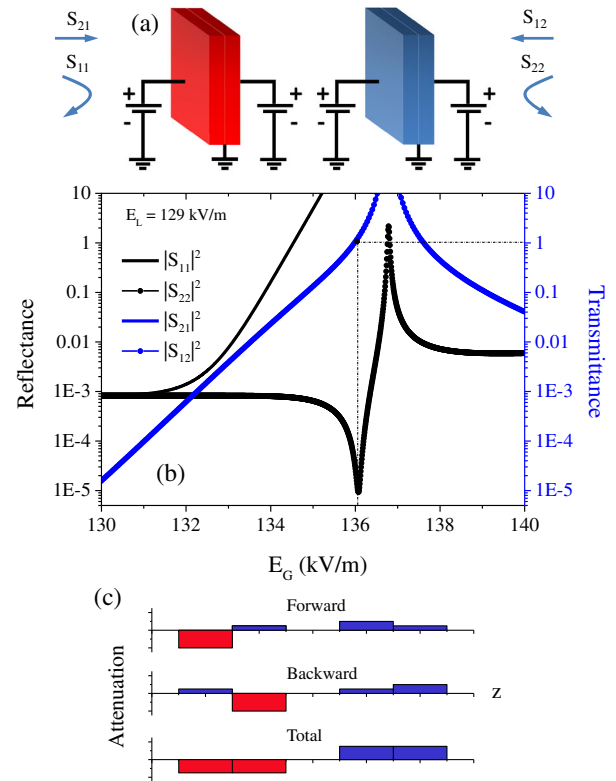 S21
(a)
S12
S11
S22
+
+
+
+
-
-
-
-
10
10
E_L = 129 kV/m
1
|S11|^2
1
|S22|^2
0.1
|S21|^2
0.1
|S12|^2
0.01
0.01
1E-3
1E-3
1E-4
1E-4
(b)
1E-5
1E-5
Reflectance
Transmittance
130
132
134
136
138
140
E_G (kV/m)
(c)
Forward
Backward
z
Total
Attenuation